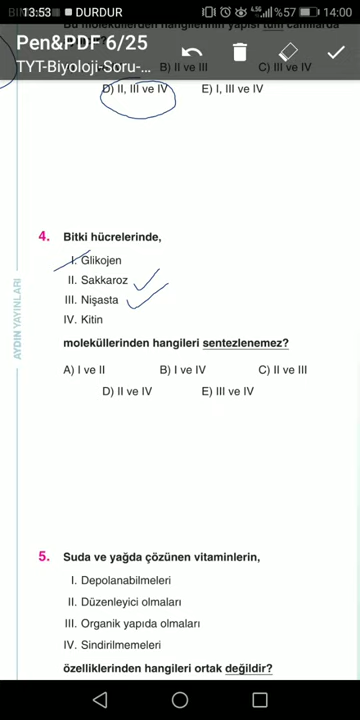 13:53 DURDUR %57 14:00
Pen&PDF 6/25
TYT-Biyoloji-Soru-...
B) II ve III C) III ve IV
D) II, III ve IV E) I, III ve IV
4. Bitki hücrelerinde,
I. Glikojen
II. Sakkaroz
III. Nişasta
IV. Kitin
moleküllerinden hangileri sentezlenemez?
A) I ve II B) I ve IV C) II ve III
D) II ve IV E) III ve IV
AYDIN YAYINLARI
5. Suda ve yağda çözünen vitaminlerin,
I. Depolanabilmeleri
II. Düzenleyici olmaları
III. Organik yapıda olmaları
IV. Sindirilmemeleri
özelliklerinden hangileri ortak değildir?